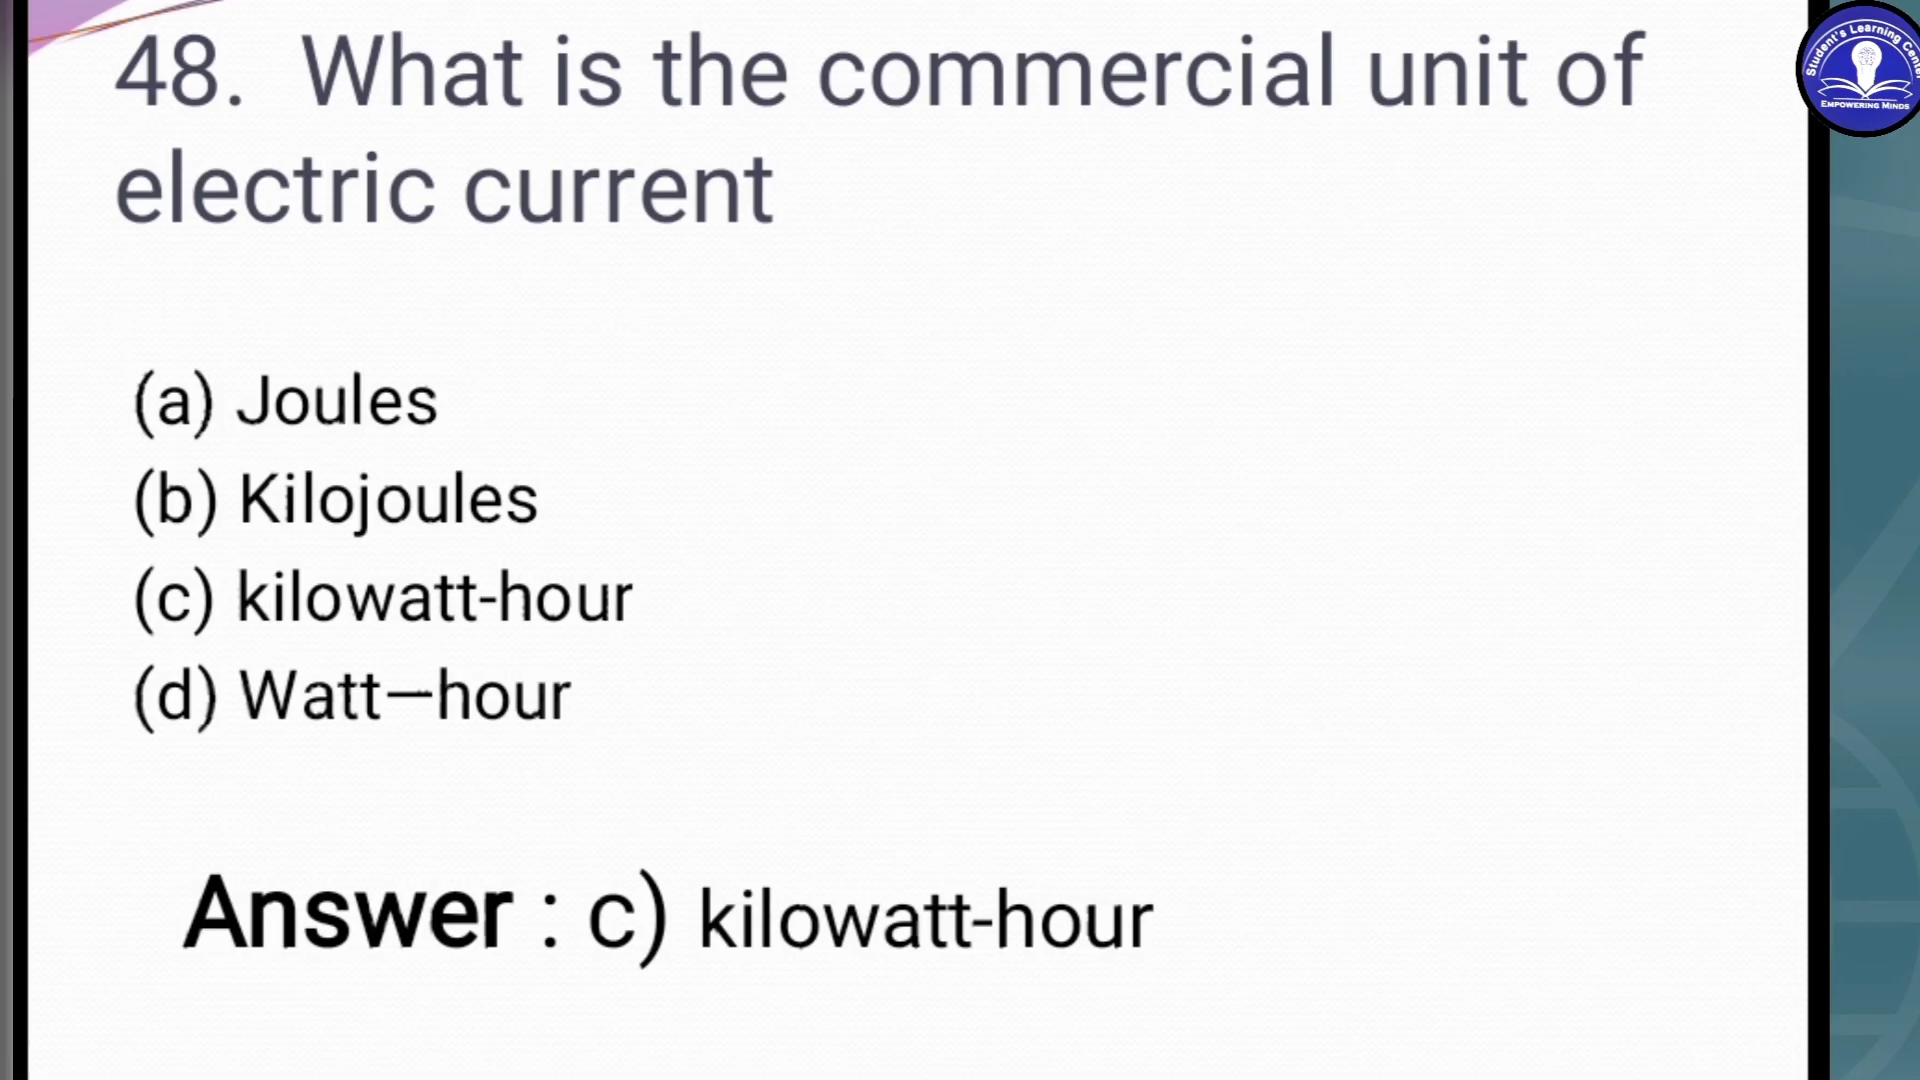 48. What is the commercial unit of
electric current
(a) Joules
(b) Kilojoules
(c) kilowatt-hour
(d) Watt—hour
Answer : c) kilowatt-hour
Student's Learning Center
EMPOWERING MINDS